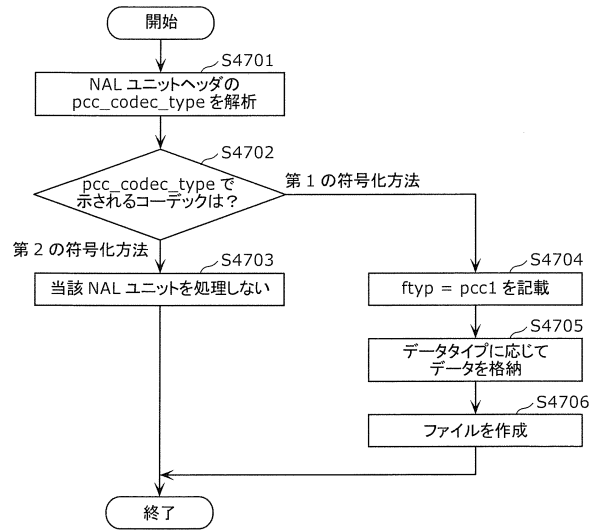 開始
S4701
NAL ユニットヘッダの
pcc_codec_type を解析
S4702
pcc_codec_type で
示されるコーデックは？
第 1 の符号化方法
第 2 の符号化方法
S4703
当該 NAL ユニットを処理しない
S4704
ftyp = pcc1 を記載
S4705
データタイプに応じて
データを格納
S4706
ファイルを作成
終了